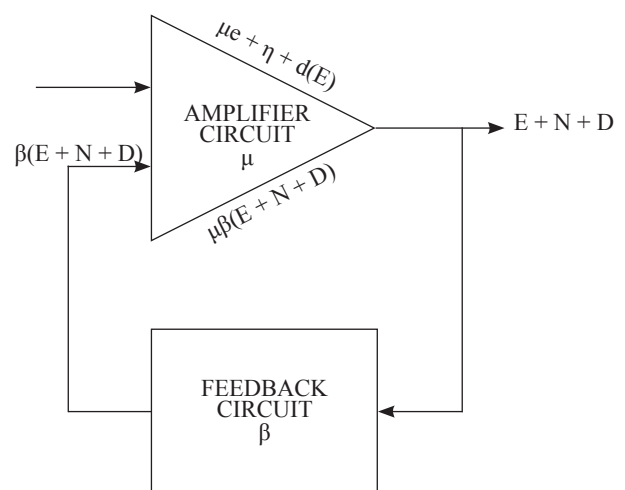 μe + η + d(E)
AMPLIFIER
CIRCUIT
μ
E + N + D
β(E + N + D)
μβ(E + N + D)
FEEDBACK
CIRCUIT
β